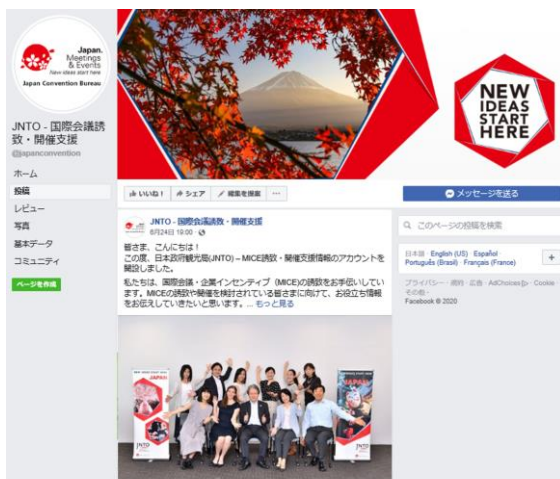 Japan.
Meetings
& Events
new ideas start here
Japan Convention Bureau
JNTO - 国際会議誘
致・開催支援
@japanconvention
ホーム
投稿
レビュー
写真
基本データ
コミュニティ
ページを作成
NEW
IDEAS
START
HERE
いいね！
シェア
編集を提案
メッセージを送る
JNTO - 国際会議誘致・開催支援
8月24日 19:00
皆さま、こんにちは！
この度、日本政府観光局(JNTO) – MICE誘致・開催支援情報のアカウントを
開設しました。
私たちは、国際会議・企業インセンティブ（MICE)の誘致をお手伝いしてい
ます。MICEの誘致や開催を検討されている皆さまに向けて、お役立ち情報
をお伝えしていきたいと思います。... もっと見る
このページの投稿を検索
日本語 · English (US) · Español
Português (Brasil) · Français (France)
プライバシー · 規約 · 広告 · AdChoices · Cookie ·
その他 ·
Facebook © 2020
JAPAN
JNTO
JAPAN
JNTO